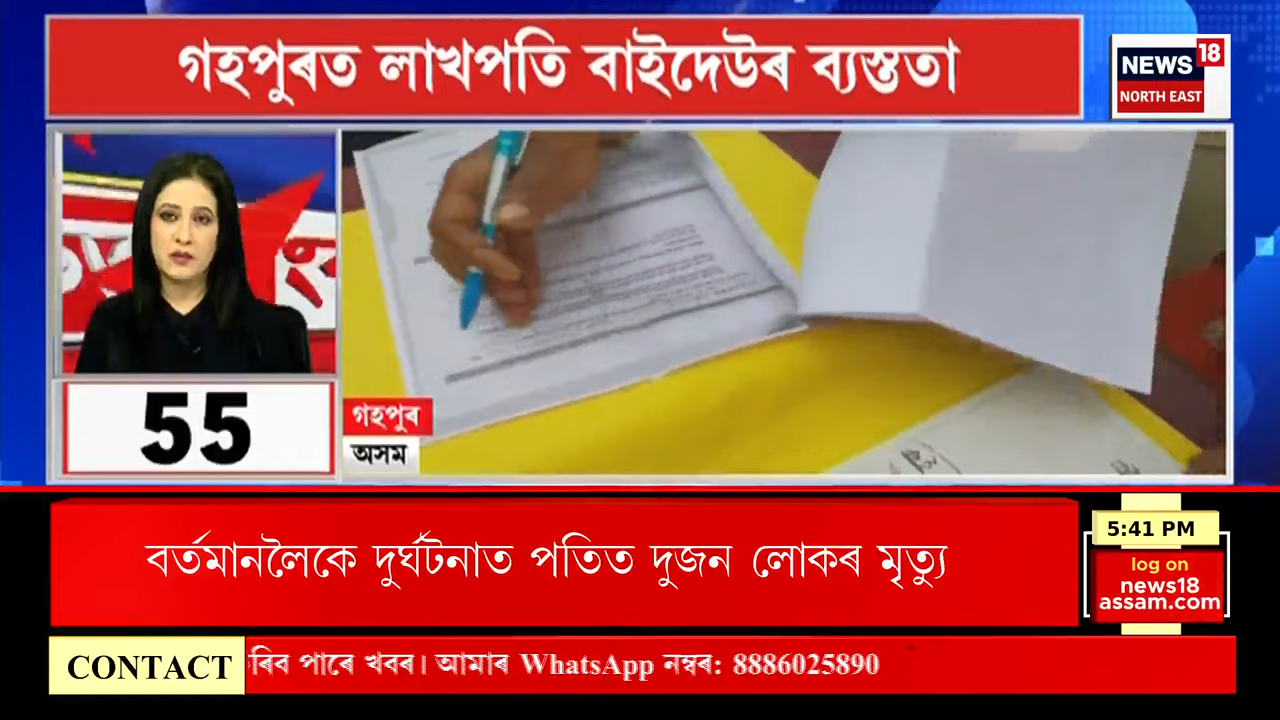 গহপুৰত লাখপতি বাইদেউৰ ব্যস্ততা
NEWS 18
NORTH EAST
55
গহপুৰ
অসম
বৰ্তমানলৈকে দুৰ্ঘটনাত পতিত দুজন লোকৰ মৃত্যু
5:41 PM
log on
news18
assam.com
CONTACT
পাৰে খবৰ। আমাৰ WhatsApp নম্বৰ: 8886025890